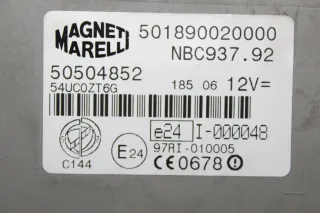 MAGNETI MARELLI 501890020000
NBC937.92
50504852 185 06 12V=
54UC0ZT6G
e24 I-000048
E24 97RI-010005
C144 CE0678